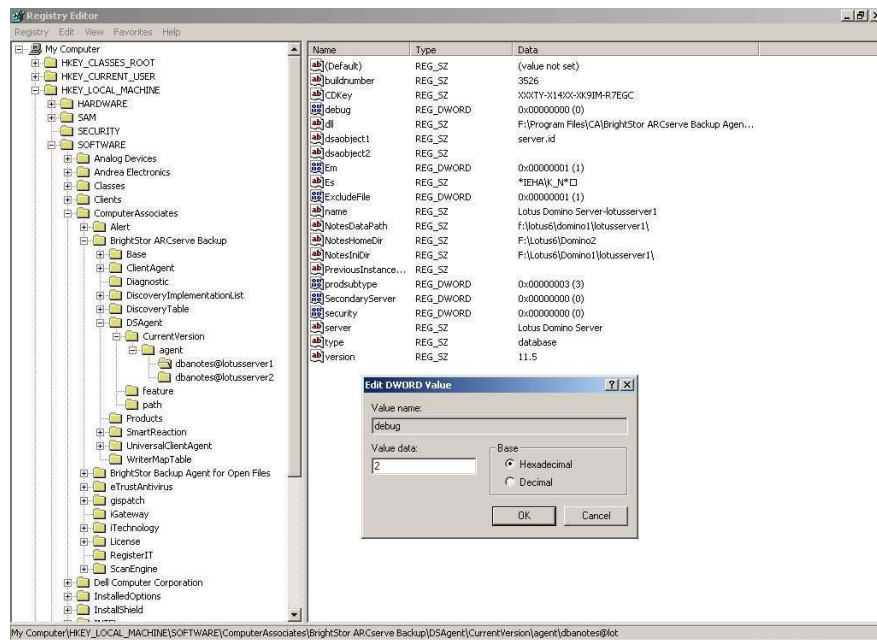 Registry Editor
Registry Edit View Favorites Help
My Computer
HKEY_CLASSES_ROOT
HKEY_CURRENT_USER
HKEY_LOCAL_MACHINE
HARDWARE
SAM
SECURITY
SOFTWARE
Analog Devices
Andrea Electronics
Classes
Clients
ComputerAssociates
Alert
BrightStor ARCserve Backup
Base
ClientAgent
Diagnostic
DiscoveryImplementationList
DiscoveryTable
DSAgent
CurrentVersion
agent
dbanotes@lotusserver1
dbanotes@lotusserver2
feature
path
Products
SmartReaction
UniversalClientAgent
WriterMapTable
BrightStor Backup Agent for Open Files
eTrustAntivirus
gispatch
iGateway
iTechnology
License
RegisterIT
ScanEngine
Dell Computer Corporation
InstalledOptions
InstallShield
Name Type Data
(Default) REG_SZ (value not set)
buildnumber REG_SZ 3526
CDKey REG_SZ XXXTY-X14XX-XK9IM-R7EGC
debug REG_DWORD 0x00000000 (0)
dll REG_SZ F:\Program Files\CA\BrightStor ARCserve Backup Agen...
dsaobject1 REG_SZ server.id
dsaobject2 REG_SZ
Em REG_DWORD 0x00000001 (1)
Es REG_SZ *IEHA\K_N*□
ExcludeFile REG_DWORD 0x00000001 (1)
name REG_SZ Lotus Domino Server-lotusserver1
NotesDataPath REG_SZ f:\lotus6\domino1\lotusserver1\
NotesHomeDir REG_SZ F:\Lotus6\Domino2
NotesIniDir REG_SZ F:\Lotus6\Domino1\lotusserver1\
PreviousInstance... REG_SZ
prodsubtype REG_DWORD 0x00000003 (3)
SecondaryServer REG_DWORD 0x00000000 (0)
security REG_DWORD 0x00000000 (0)
server REG_SZ Lotus Domino Server
type REG_SZ database
version REG_SZ 11.5
Edit DWORD Value
Value name:
debug
Value data:
2
Base
Hexadecimal
Decimal
OK Cancel
My Computer\HKEY_LOCAL_MACHINE\SOFTWARE\ComputerAssociates\BrightStor ARCserve Backup\DSAgent\CurrentVersion\agent\dbanotes@lot